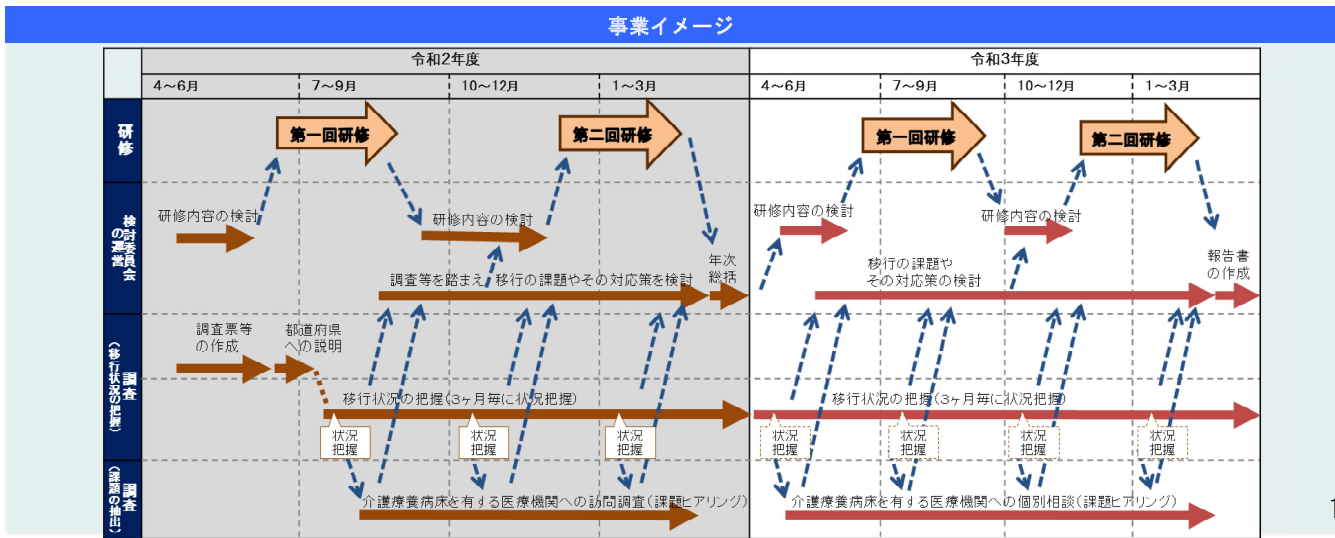 事業イメージ
令和2年度
令和3年度
4～6月
7～9月
10～12月
1～3月
4～6月
7～9月
10～12月
1～3月
研修
第一回研修
第二回研修
第一回研修
第二回研修
検討委員会
の運営
研修内容の検討
研修内容の検討
調査等を踏まえ、移行の課題やその対応策を検討
年次
総括
研修内容の検討
研修内容の検討
移行の課題や
その対応策の検討
報告書
の作成
調査
（移行状況の把握）
調査票等
の作成
都道府県
への説明
移行状況の把握(3ヶ月毎に状況把握)
移行状況の把握(3ヶ月毎に状況把握)
状況
把握
状況
把握
状況
把握
状況
把握
状況
把握
状況
把握
状況
把握
調査
（課題の抽出）
介護療養病床を有する医療機関への訪問調査(課題ヒアリング)
介護療養病床を有する医療機関への個別相談(課題ヒアリング)